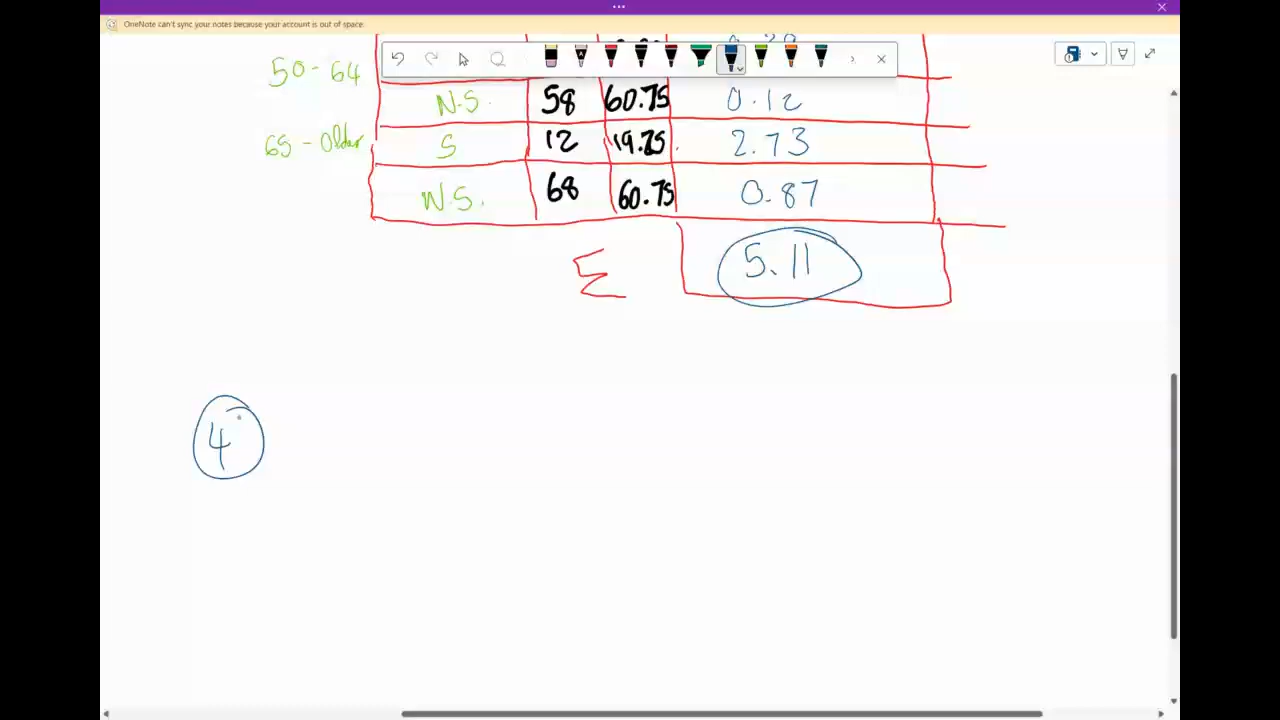 OneNote can't sync your notes because your account is out of space.
50 - 64
N.S. 58 60.75 0.12
65 - Older S 12 19.25 2.73
N.S. 68 60.75 0.87
Σ 5.11
4